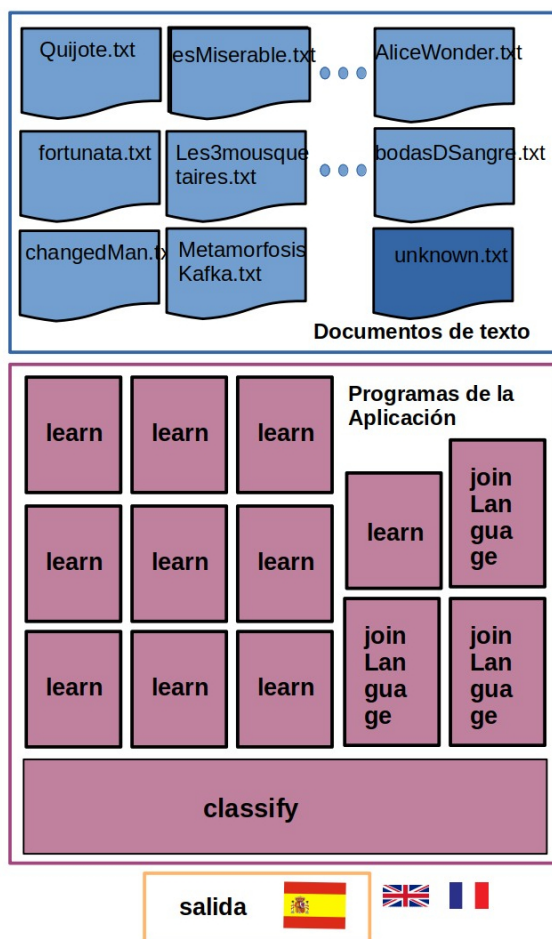 Quijote.txt
esMiserable.txt
AliceWonder.txt
fortunata.txt
Les3mousque
taires.txt
bodasDSangre.txt
changedMan.tx
Metamorfosis
Kafka.txt
unknown.txt
Documentos de texto
Programas de la
Aplicación
learn
learn
learn
learn
join
Lan
gua
ge
learn
learn
learn
learn
learn
learn
join
Lan
gua
ge
join
Lan
gua
ge
classify
salida